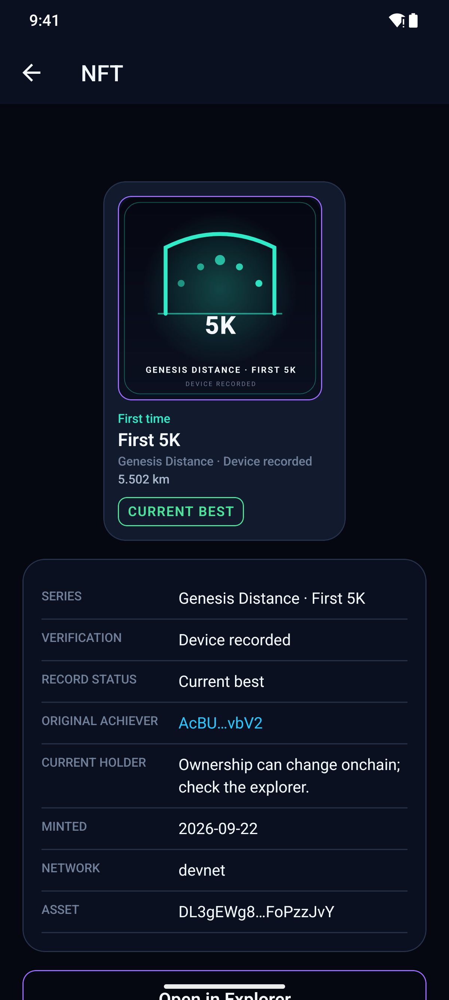 9:41
NFT
5K
GENESIS DISTANCE · FIRST 5K
DEVICE RECORDED
First time
First 5K
Genesis Distance · Device recorded
5.502 km
CURRENT BEST
SERIES Genesis Distance · First 5K
VERIFICATION Device recorded
RECORD STATUS Current best
ORIGINAL ACHIEVER AcBU...vbV2
CURRENT HOLDER Ownership can change onchain;
check the explorer.
MINTED 2026-09-22
NETWORK devnet
ASSET DL3gEWg8...FoPzzJvY
Open in Explorer